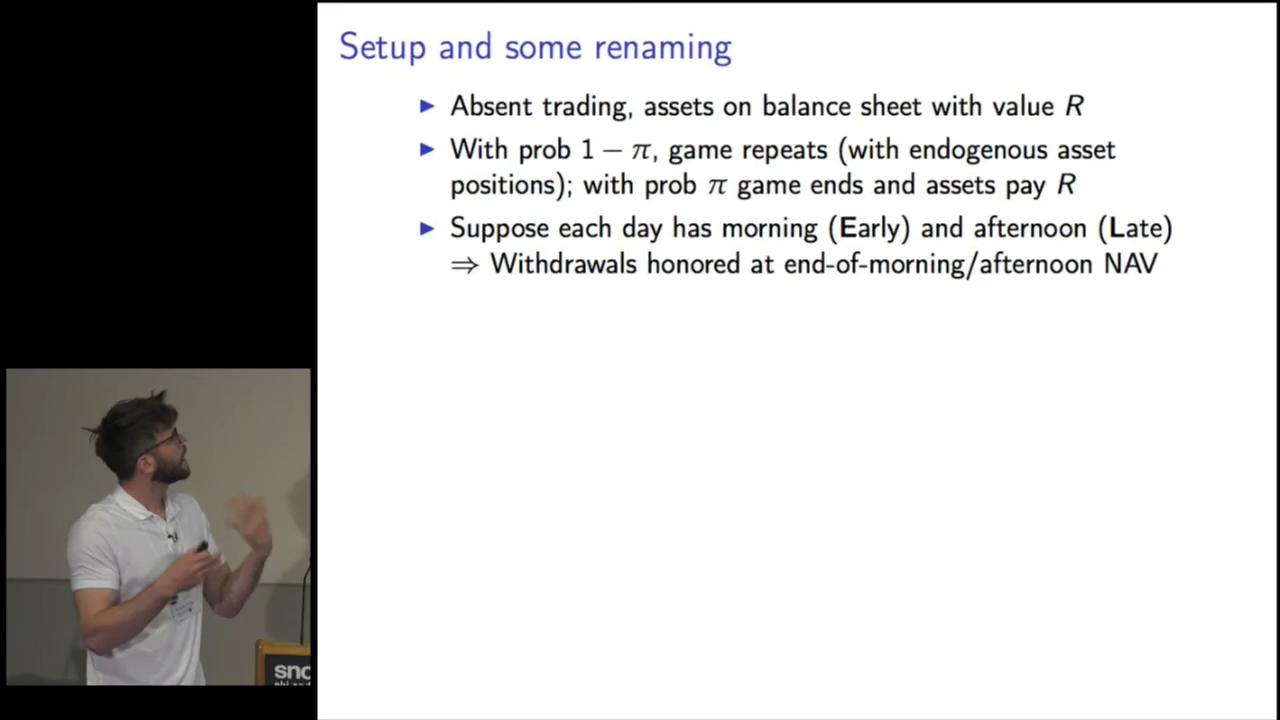 Setup and some renaming
▶ Absent trading, assets on balance sheet with value R
▶ With prob 1 − π, game repeats (with endogenous asset
positions); with prob π game ends and assets pay R
▶ Suppose each day has morning (Early) and afternoon (Late)
⇒ Withdrawals honored at end-of-morning/afternoon NAV
sno